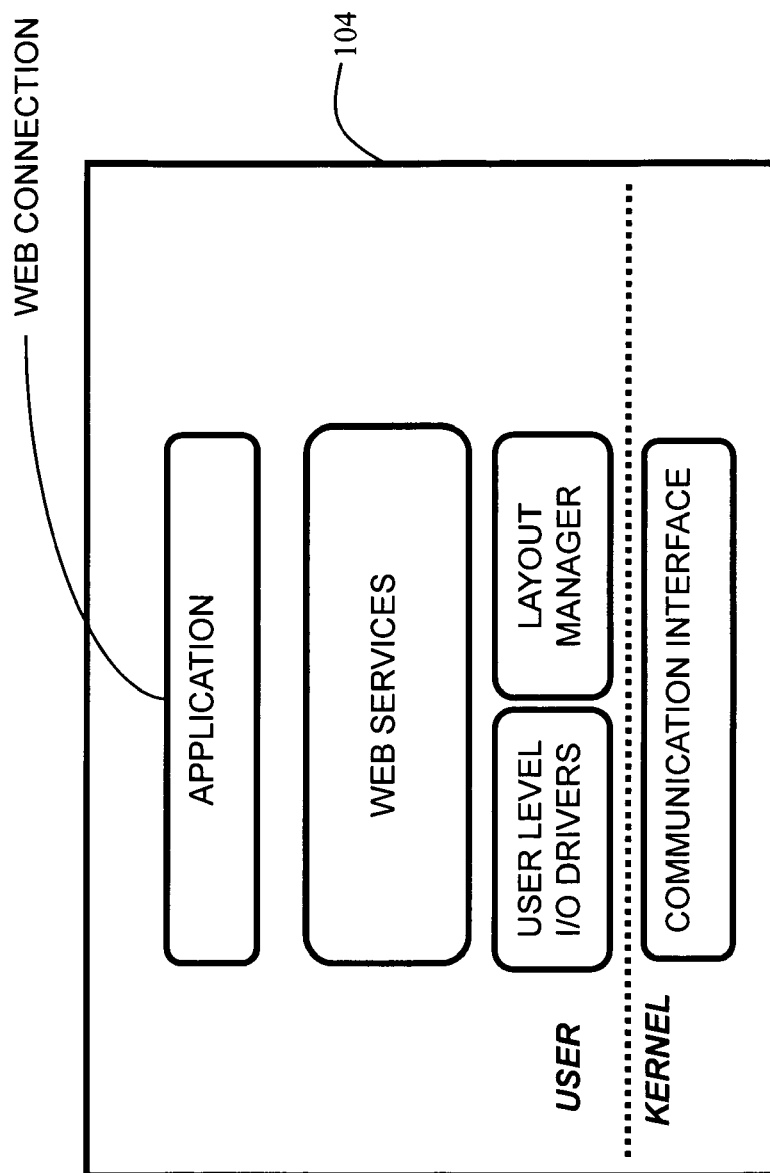 WEB CONNECTION
104
APPLICATION
WEB SERVICES
USER LEVEL
I/O DRIVERS
LAYOUT
MANAGER
USER
KERNEL
COMMUNICATION INTERFACE